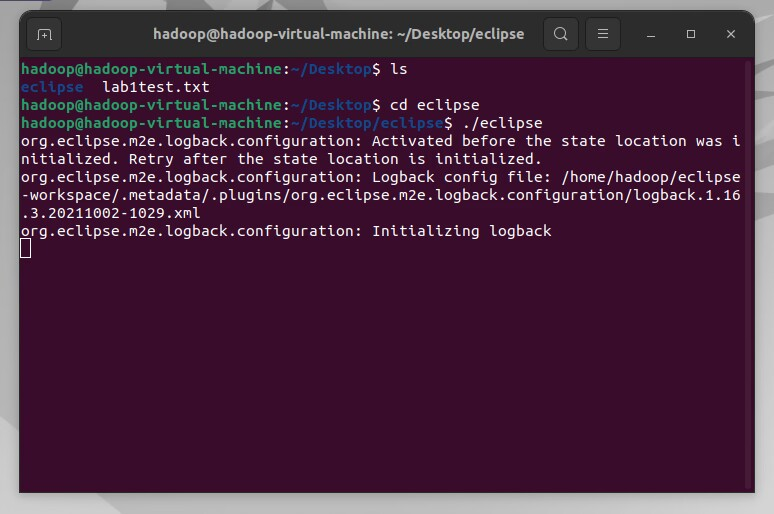 hadoop@hadoop-virtual-machine: ~/Desktop/eclipse
hadoop@hadoop-virtual-machine:~/Desktop$ ls
eclipse  lab1test.txt
hadoop@hadoop-virtual-machine:~/Desktop$ cd eclipse
hadoop@hadoop-virtual-machine:~/Desktop/eclipse$ ./eclipse
org.eclipse.m2e.logback.configuration: Activated before the state location was i
nitialized. Retry after the state location is initialized.
org.eclipse.m2e.logback.configuration: Logback config file: /home/hadoop/eclipse
-workspace/.metadata/.plugins/org.eclipse.m2e.logback.configuration/logback.1.16
.3.20211002-1029.xml
org.eclipse.m2e.logback.configuration: Initializing logback